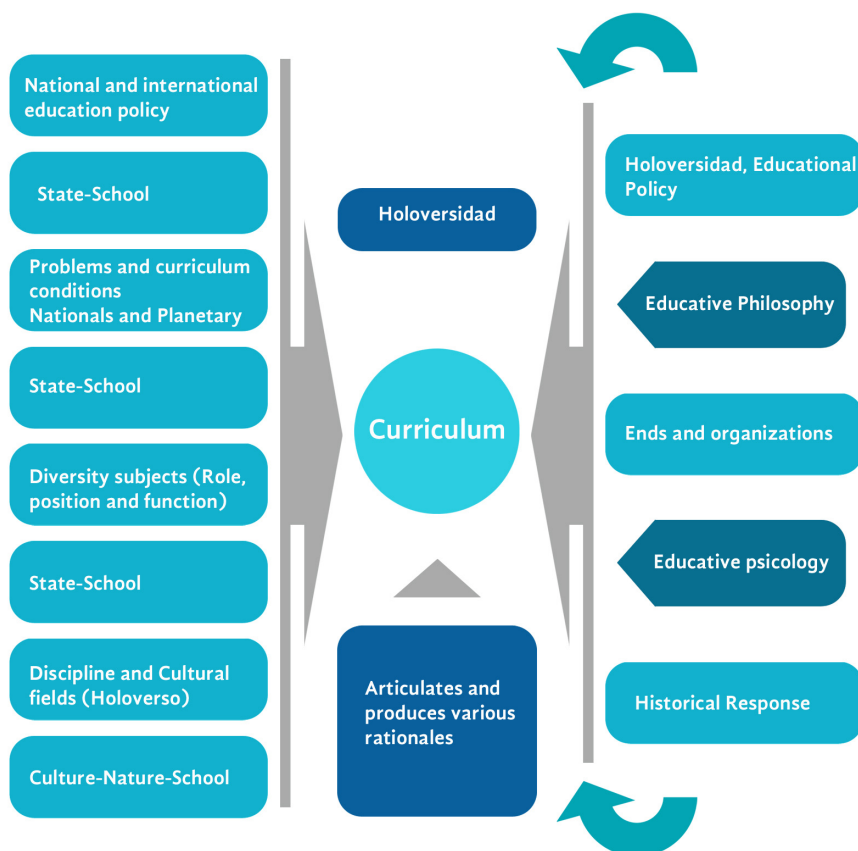 National and international
education policy
State-School
Problems and curriculum
conditions
Nationals and Planetary
State-School
Diversity subjects (Role,
position and function)
State-School
Discipline and Cultural
fields (Holoverso)
Culture-Nature-School
Holoversidad
Curriculum
Articulates and
produces various
rationales
Holoversidad, Educational
Policy
Educative Philosophy
Ends and organizations
Educative psicology
Historical Response